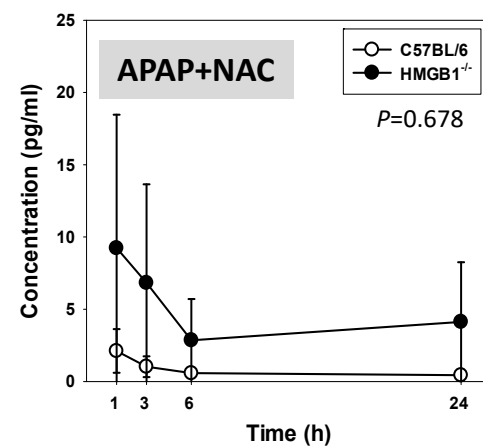 25
20
15
10
5
0
Concentration (pg/ml)
APAP+NAC
C57BL/6
HMGB1-/-
P=0.678
1 3 6 24
Time (h)